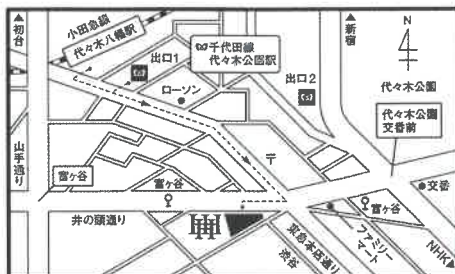 ▲初台
小田急線
代々木八幡駅
出口1
千代田線
代々木公園駅
出口2
▲新宿
N
代々木公園
代々木公園
交番前
ローソン
山手通り
富ヶ谷
富ヶ谷
〒
交番
富ヶ谷
井の頭通り
東急本店通り
渋谷
ファミリー
マート
NHK▲